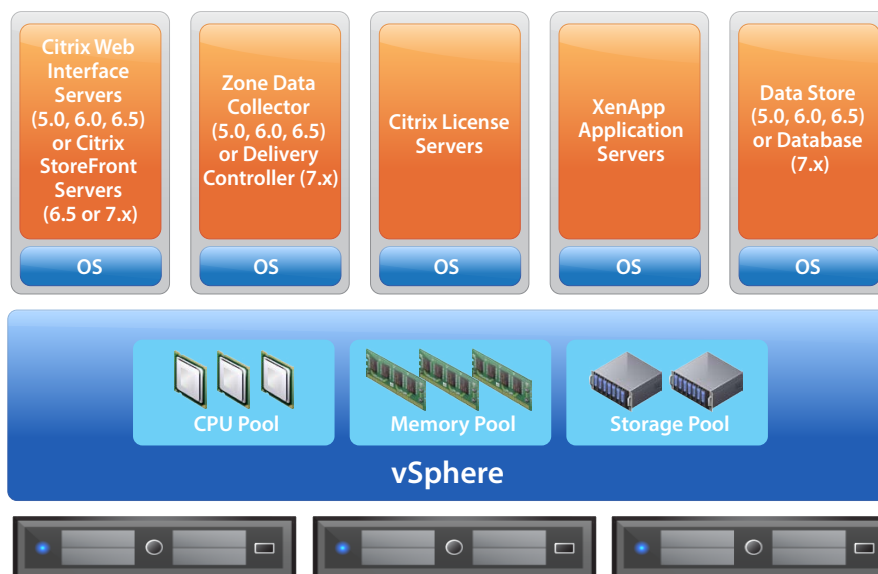 Citrix Web
Interface
Servers
(5.0, 6.0, 6.5)
or Citrix
StoreFront
Servers
(6.5 or 7.x)
OS
Zone Data
Collector
(5.0, 6.0, 6.5)
or Delivery
Controller (7.x)
OS
Citrix License
Servers
OS
XenApp
Application
Servers
OS
Data Store
(5.0, 6.0, 6.5)
or Database
(7.x)
OS
CPU Pool
Memory Pool
Storage Pool
vSphere